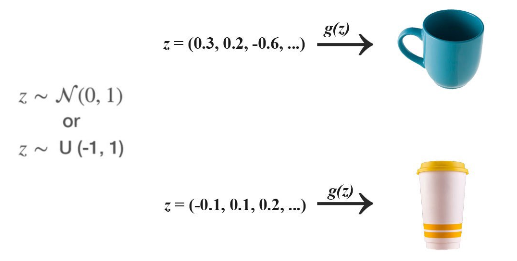 z = (0.3, 0.2, -0.6, ...) g(z)
z ~ 𝒩(0, 1)
or
z ~ U (-1, 1)
z = (-0.1, 0.1, 0.2, ...) g(z)